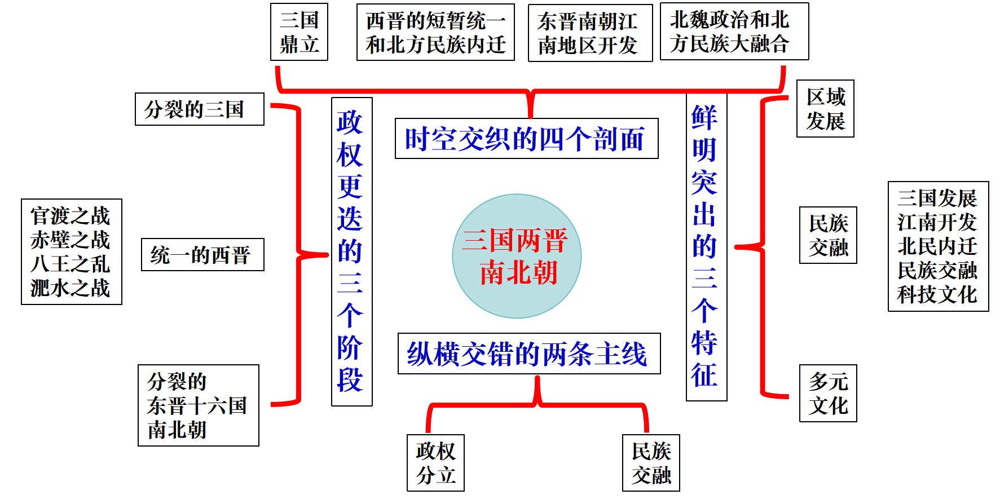 三国
鼎立
西晋的短暂统一
和北方民族内迁
东晋南朝江
南地区开发
北魏政治和北
方民族大融合
分裂的三国
官渡之战
赤壁之战
八王之乱
淝水之战
统一的西晋
分裂的
东晋十六国
南北朝
政权更迭的三个阶段
时空交织的四个剖面
三国两晋
南北朝
纵横交错的两条主线
政权
分立
民族
交融
鲜明突出的三个特征
区域
发展
民族
交融
多元
文化
三国发展
江南开发
北民内迁
民族交融
科技文化